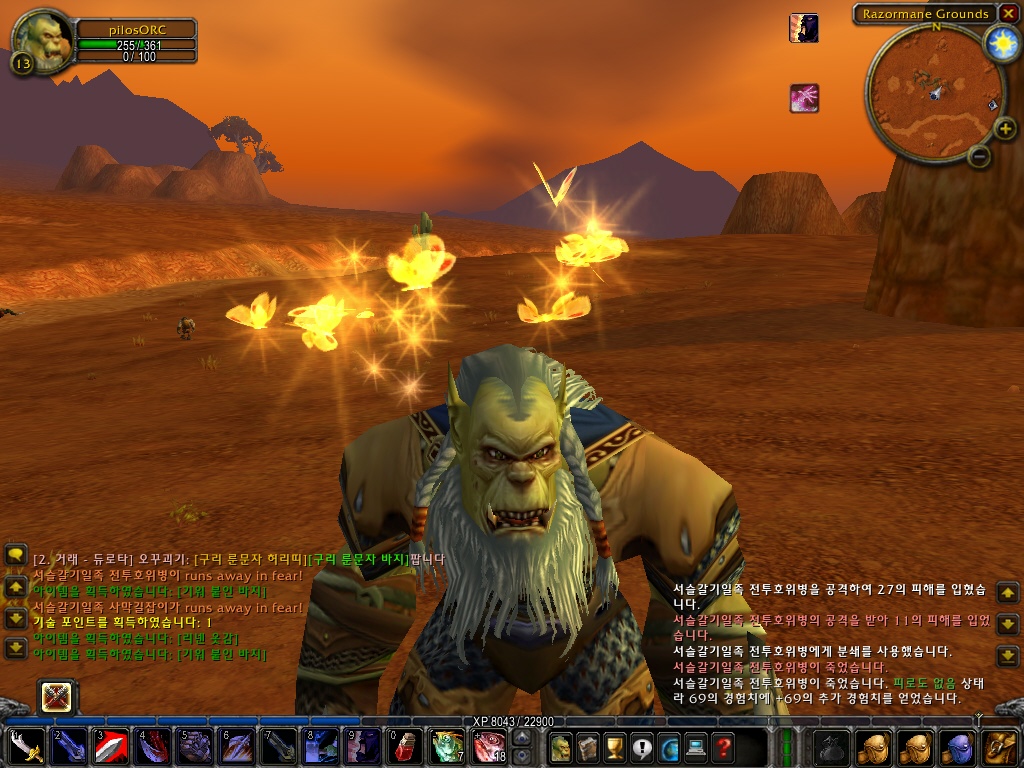 pilosORC
255/361
0/100
13
Razormane Grounds
N
[2. 거래 - 듀로타] 오꾸괴기: [구리 룬문자 허리띠][구리 룬문자 바지]팝니다
서슬갈기일족 전투호위병이 runs away in fear!
아이템을 획득하였습니다: [기워 붙인 바지]
서슬갈기일족 사막길잡이가 runs away in fear!
기술 포인트를 획득하였습니다: 1
아이템을 획득하였습니다: [리넨 옷감]
아이템을 획득하였습니다: [기워 붙인 바지]
서슬갈기일족 전투호위병을 공격하여 27의 피해를 입혔습
니다.
서슬갈기일족 전투호위병의 공격을 받아 11의 피해를 입었
습니다.
서슬갈기일족 전투호위병에게 분쇄를 사용했습니다.
서슬갈기일족 전투호위병이 죽었습니다.
서슬갈기일족 전투호위병이 죽었습니다. 피로도 없음 상태
라 69의 경험치에 +69의 추가 경험치를 얻었습니다.
XP 8043 / 22900
1 2 3 4 5 6 7 8 9 0 - 7 + 18